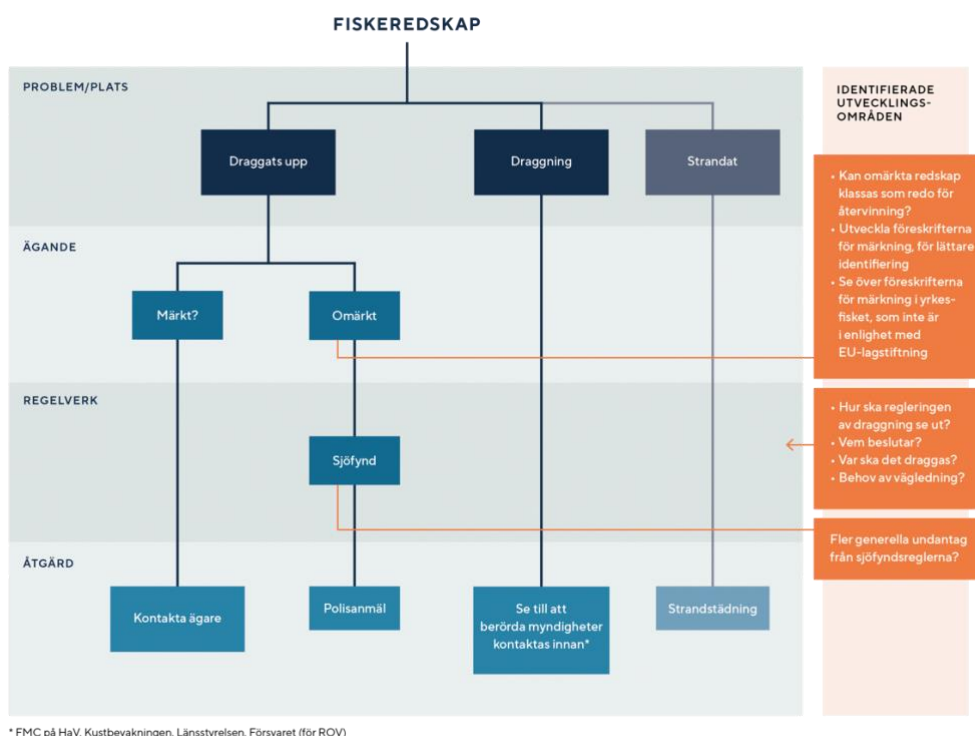 FISKEREDSKAP
PROBLEM/PLATS
Draggats upp
Draggning
Strandat
ÄGANDE
Märkt?
Omärkt
REGELVERK
Sjöfynd
ÅTGÄRD
Kontakta ägare
Polisanmäl
Se till att
berörda myndigheter
kontaktas innan*
Strandstädning
IDENTIFIERADE
UTVECKLINGS-
OMRÅDEN
• Kan omärkta redskap
klassas som redo för
återvinning?
• Utveckla föreskrifterna
för märkning, för lättare
identifiering
• Se över föreskrifterna
för märkning i yrkes-
fisket, som inte är
i enlighet med
EU-lagstiftning
• Hur ska regleringen
av draggning se ut?
• Vem beslutar?
• Var ska det draggas?
• Behov av vägledning?
Fler generella undantag
från sjöfyndsreglerna?
* FMC på HaV, Kustbevakningen, Länsstyrelsen, Försvaret (för ROV)